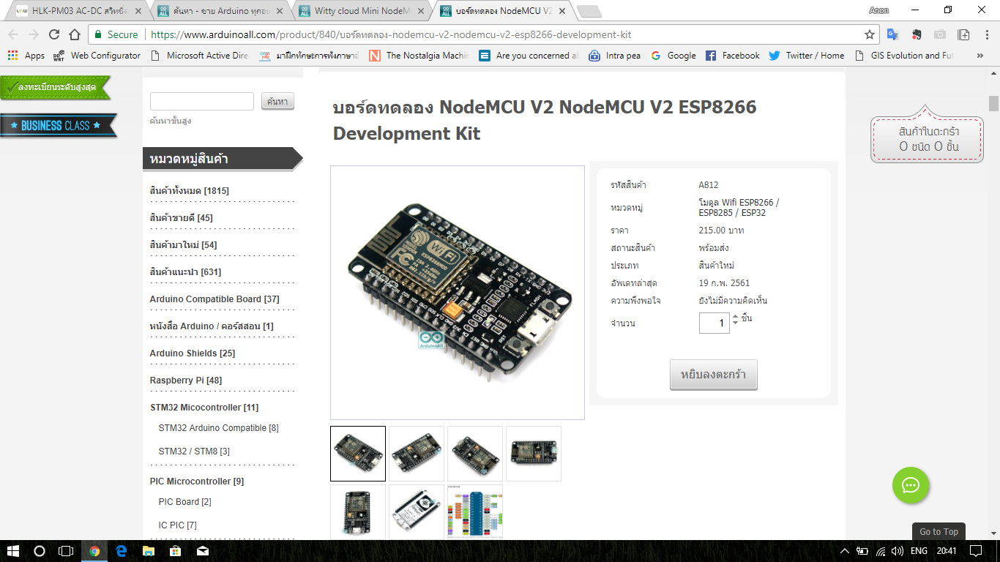 HLK-PM03 AC-DC สวิทซิ่ง
ค้นหา - ขาย Arduino ทุกอย
Witty cloud Mini NodeM
บอร์ดทดลอง NodeMCU V2
Anon
Secure
https://www.arduinoall.com/product/840/บอร์ดทดลอง-nodemcu-v2-nodemcu-v2-esp8266-development-kit
Apps
DD WRT
Web Configurator
Microsoft Active Dire
มาฝึกทักษะการฟังภาษาอั
The Nostalgia Machin
Are you concerned ab
Intra pea
Google
Facebook
Twitter / Home
GIS Evolution and Fut
ลงทะเบียนระดับสูงสุด
BUSINESS CLASS
ค้นหา
ค้นหาขั้นสูง
หมวดหมู่สินค้า
สินค้าทั้งหมด [1815]
สินค้าขายดี [45]
สินค้ามาใหม่ [54]
สินค้าแนะนำ [631]
Arduino Compatible Board [37]
หนังสือ Arduino / คอร์สสอน [1]
Arduino Shields [25]
Raspberry Pi [48]
STM32 Micocontroller [11]
STM32 Arduino Compatible [8]
STM32 / STM8 [3]
PIC Microcontroller [9]
PIC Board [2]
IC PIC [7]
บอร์ดทดลอง NodeMCU V2 NodeMCU V2 ESP8266
Development Kit
WiFi
ESP8266MOD
FLASH
RST
ArduinoAll
รหัสสินค้า A812
หมวดหมู่ โมดูล Wifi ESP8266 /
ESP8285 / ESP32
ราคา 215.00 บาท
สถานะสินค้า พร้อมส่ง
ประเภท สินค้าใหม่
อัพเดทล่าสุด 19 ก.พ. 2561
ความพึงพอใจ ยังไม่มีความคิดเห็น
จำนวน 1 ชิ้น
หยิบลงตะกร้า
สินค้าในตะกร้า
0 ชนิด 0 ชิ้น
Go to Top
ENG
20:41